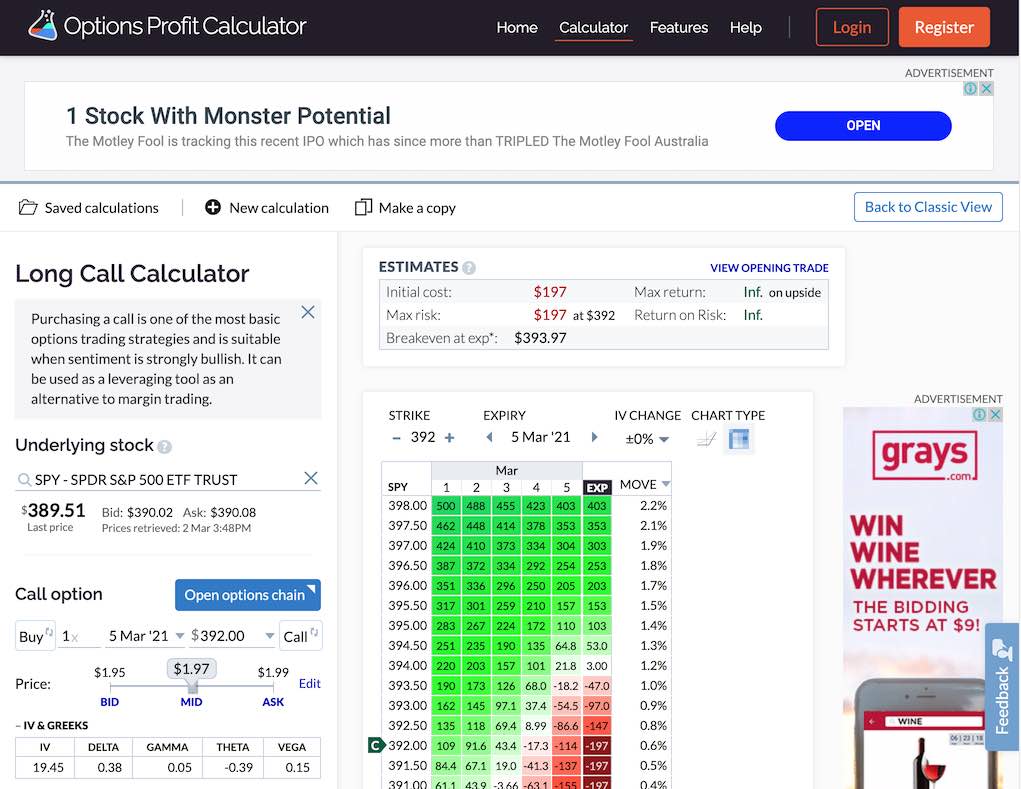 Options Profit Calculator
Home Calculator Features Help Login Register
ADVERTISEMENT
1 Stock With Monster Potential
The Motley Fool is tracking this recent IPO which has since more than TRIPLED The Motley Fool Australia
OPEN
Saved calculations New calculation Make a copy Back to Classic View
Long Call Calculator
Purchasing a call is one of the most basic
options trading strategies and is suitable
when sentiment is strongly bullish. It can
be used as a leveraging tool as an
alternative to margin trading.
Underlying stock ?
SPY - SPDR S&P 500 ETF TRUST
$389.51 Bid: $390.02 Ask: $390.08
Last price Prices retrieved: 2 Mar 3:48PM
Call option Open options chain
Buy 1x 5 Mar '21 $392.00 Call
Price: $1.95 $1.97 $1.99 Edit
BID MID ASK
– IV & GREEKS
IV DELTA GAMMA THETA VEGA
19.45 0.38 0.05 -0.39 0.15
ESTIMATES ? VIEW OPENING TRADE
Initial cost: $197 Max return: Inf. on upside
Max risk: $197 at $392 Return on Risk: Inf.
Breakeven at exp*: $393.97
STRIKE EXPIRY IV CHANGE CHART TYPE
– 392 + 5 Mar '21 ±0%
Mar
SPY 1 2 3 4 5 EXP MOVE
398.00 500 488 455 423 403 403 2.2%
397.50 462 448 414 378 353 353 2.1%
397.00 424 410 373 334 304 303 1.9%
396.50 387 372 334 292 254 253 1.8%
396.00 351 336 296 250 205 203 1.7%
395.50 317 301 259 210 157 153 1.5%
395.00 283 267 224 172 110 103 1.4%
394.50 251 235 190 135 64.8 53.0 1.3%
394.00 220 203 157 101 21.8 3.00 1.2%
393.50 190 173 126 68.0 -18.2 -47.0 1.0%
393.00 162 145 97.1 37.4 -54.5 -97.0 0.9%
392.50 135 118 69.4 8.99 -86.6 -147 0.8%
C 392.00 109 91.6 43.4 -17.3 -114 -197 0.6%
391.50 84.4 67.1 19.0 -41.3 -137 -197 0.5%
391.00 61.1 43.9 -3.66 -63.1 -155 -197 0.4%
ADVERTISEMENT
grays
.com
WIN
WINE
WHEREVER
THE BIDDING
STARTS AT $9!
WINE
Feedback